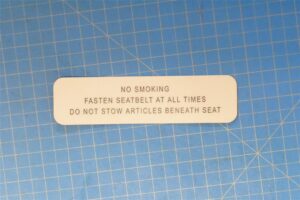 NO SMOKING
FASTEN SEATBELT AT ALL TIMES
DO NOT STOW ARTICLES BENEATH SEAT